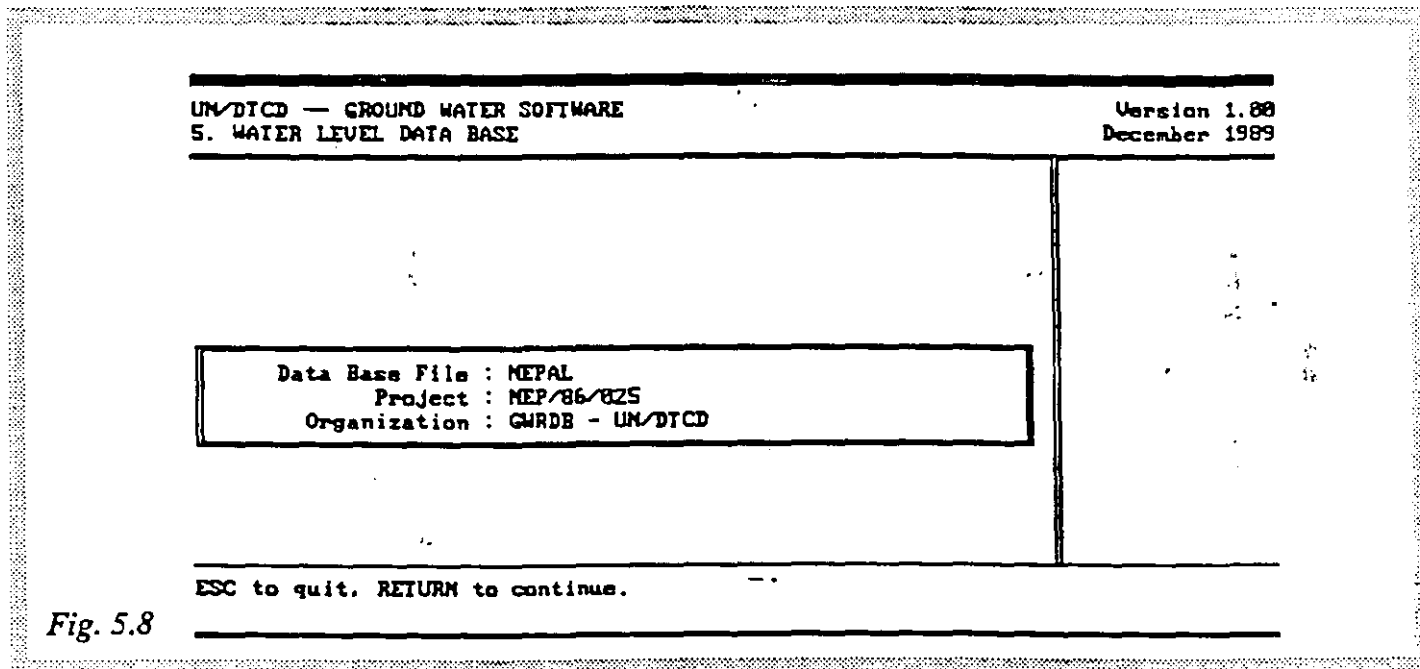 UN/DTCD — GROUND WATER SOFTWARE
Version 1.00
5. WATER LEVEL DATA BASE
December 1989
Data Base File : NEPAL
Project : NEP/86/025
Organization : GWRDB - UN/DTCD
ESC to quit, RETURN to continue.
Fig. 5.8